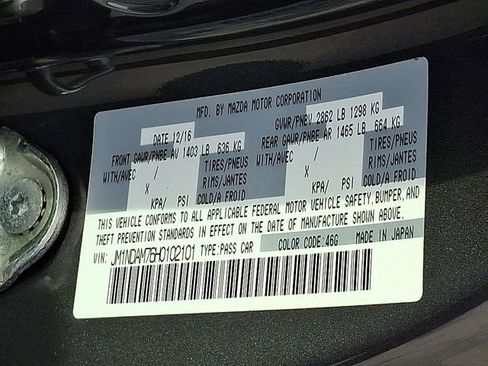 MFD. BY MAZDA MOTOR CORPORATION
DATE 12/16 GVWR/PNBV 2862 LB 1298 KG
FRONT GAWR/PNBE AV 1403 LB 636 KG REAR GAWR/PNBE AR 1465 LB 664 KG
WITH/AVEC / TIRES/PNEUS WITH/AVEC / TIRES/PNEUS
X RIMS/JANTES X RIMS/JANTES
KPA/ PSI COLD/A FROID KPA/ PSI COLD/A FROID
THIS VEHICLE CONFORMS TO ALL APPLICABLE FEDERAL MOTOR VEHICLE SAFETY, BUMPER, AND
THEFT PREVENTION STANDARDS IN EFFECT ON THE DATE OF MANUFACTURE SHOWN ABOVE.
VIN: JM1NDAM76H0102101 TYPE: PASS CAR COLOR CODE: 46G MADE IN JAPAN